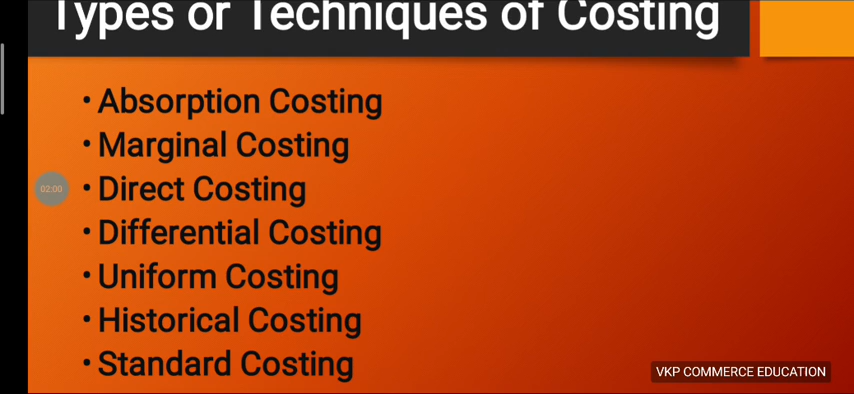 Types or Techniques of Costing
• Absorption Costing
• Marginal Costing
02:00
• Direct Costing
• Differential Costing
• Uniform Costing
• Historical Costing
• Standard Costing
VKP COMMERCE EDUCATION